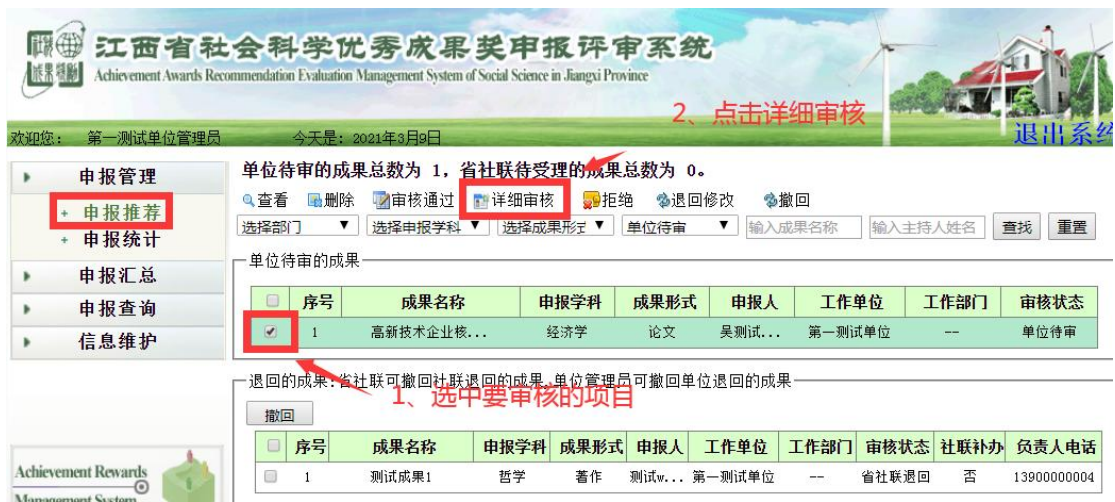 江西省社会科学优秀成果奖申报评审系统
Achievement Awards Recommendation Evaluation Management System of Social Science in Jiangxi Province
2、点击详细审核
欢迎您： 第一测试单位管理员 今天是：2021年3月9日 退出系统
申报管理
+ 申报推荐
+ 申报统计
申报汇总
申报查询
信息维护
单位待审的成果总数为 1，省社联待受理的成果总数为 0。
查看 删除 审核通过 详细审核 拒绝 退回修改 撤回
选择部门 选择申报学科 选择成果形式 单位待审 输入成果名称 输入主持人姓名 查找 重置
单位待审的成果
序号 成果名称 申报学科 成果形式 申报人 工作单位 工作部门 审核状态
1 高新技术企业核... 经济学 论文 吴测试... 第一测试单位 -- 单位待审
退回的成果:省社联可撤回社联退回的成果,单位管理员可撤回单位退回的成果
1、选中要审核的项目
撤回
序号 成果名称 申报学科 成果形式 申报人 工作单位 工作部门 审核状态 社联补办 负责人电话
1 测试成果1 哲学 著作 测试w... 第一测试单位 -- 省社联退回 否 13900000004
Achievement Rewards
Management System